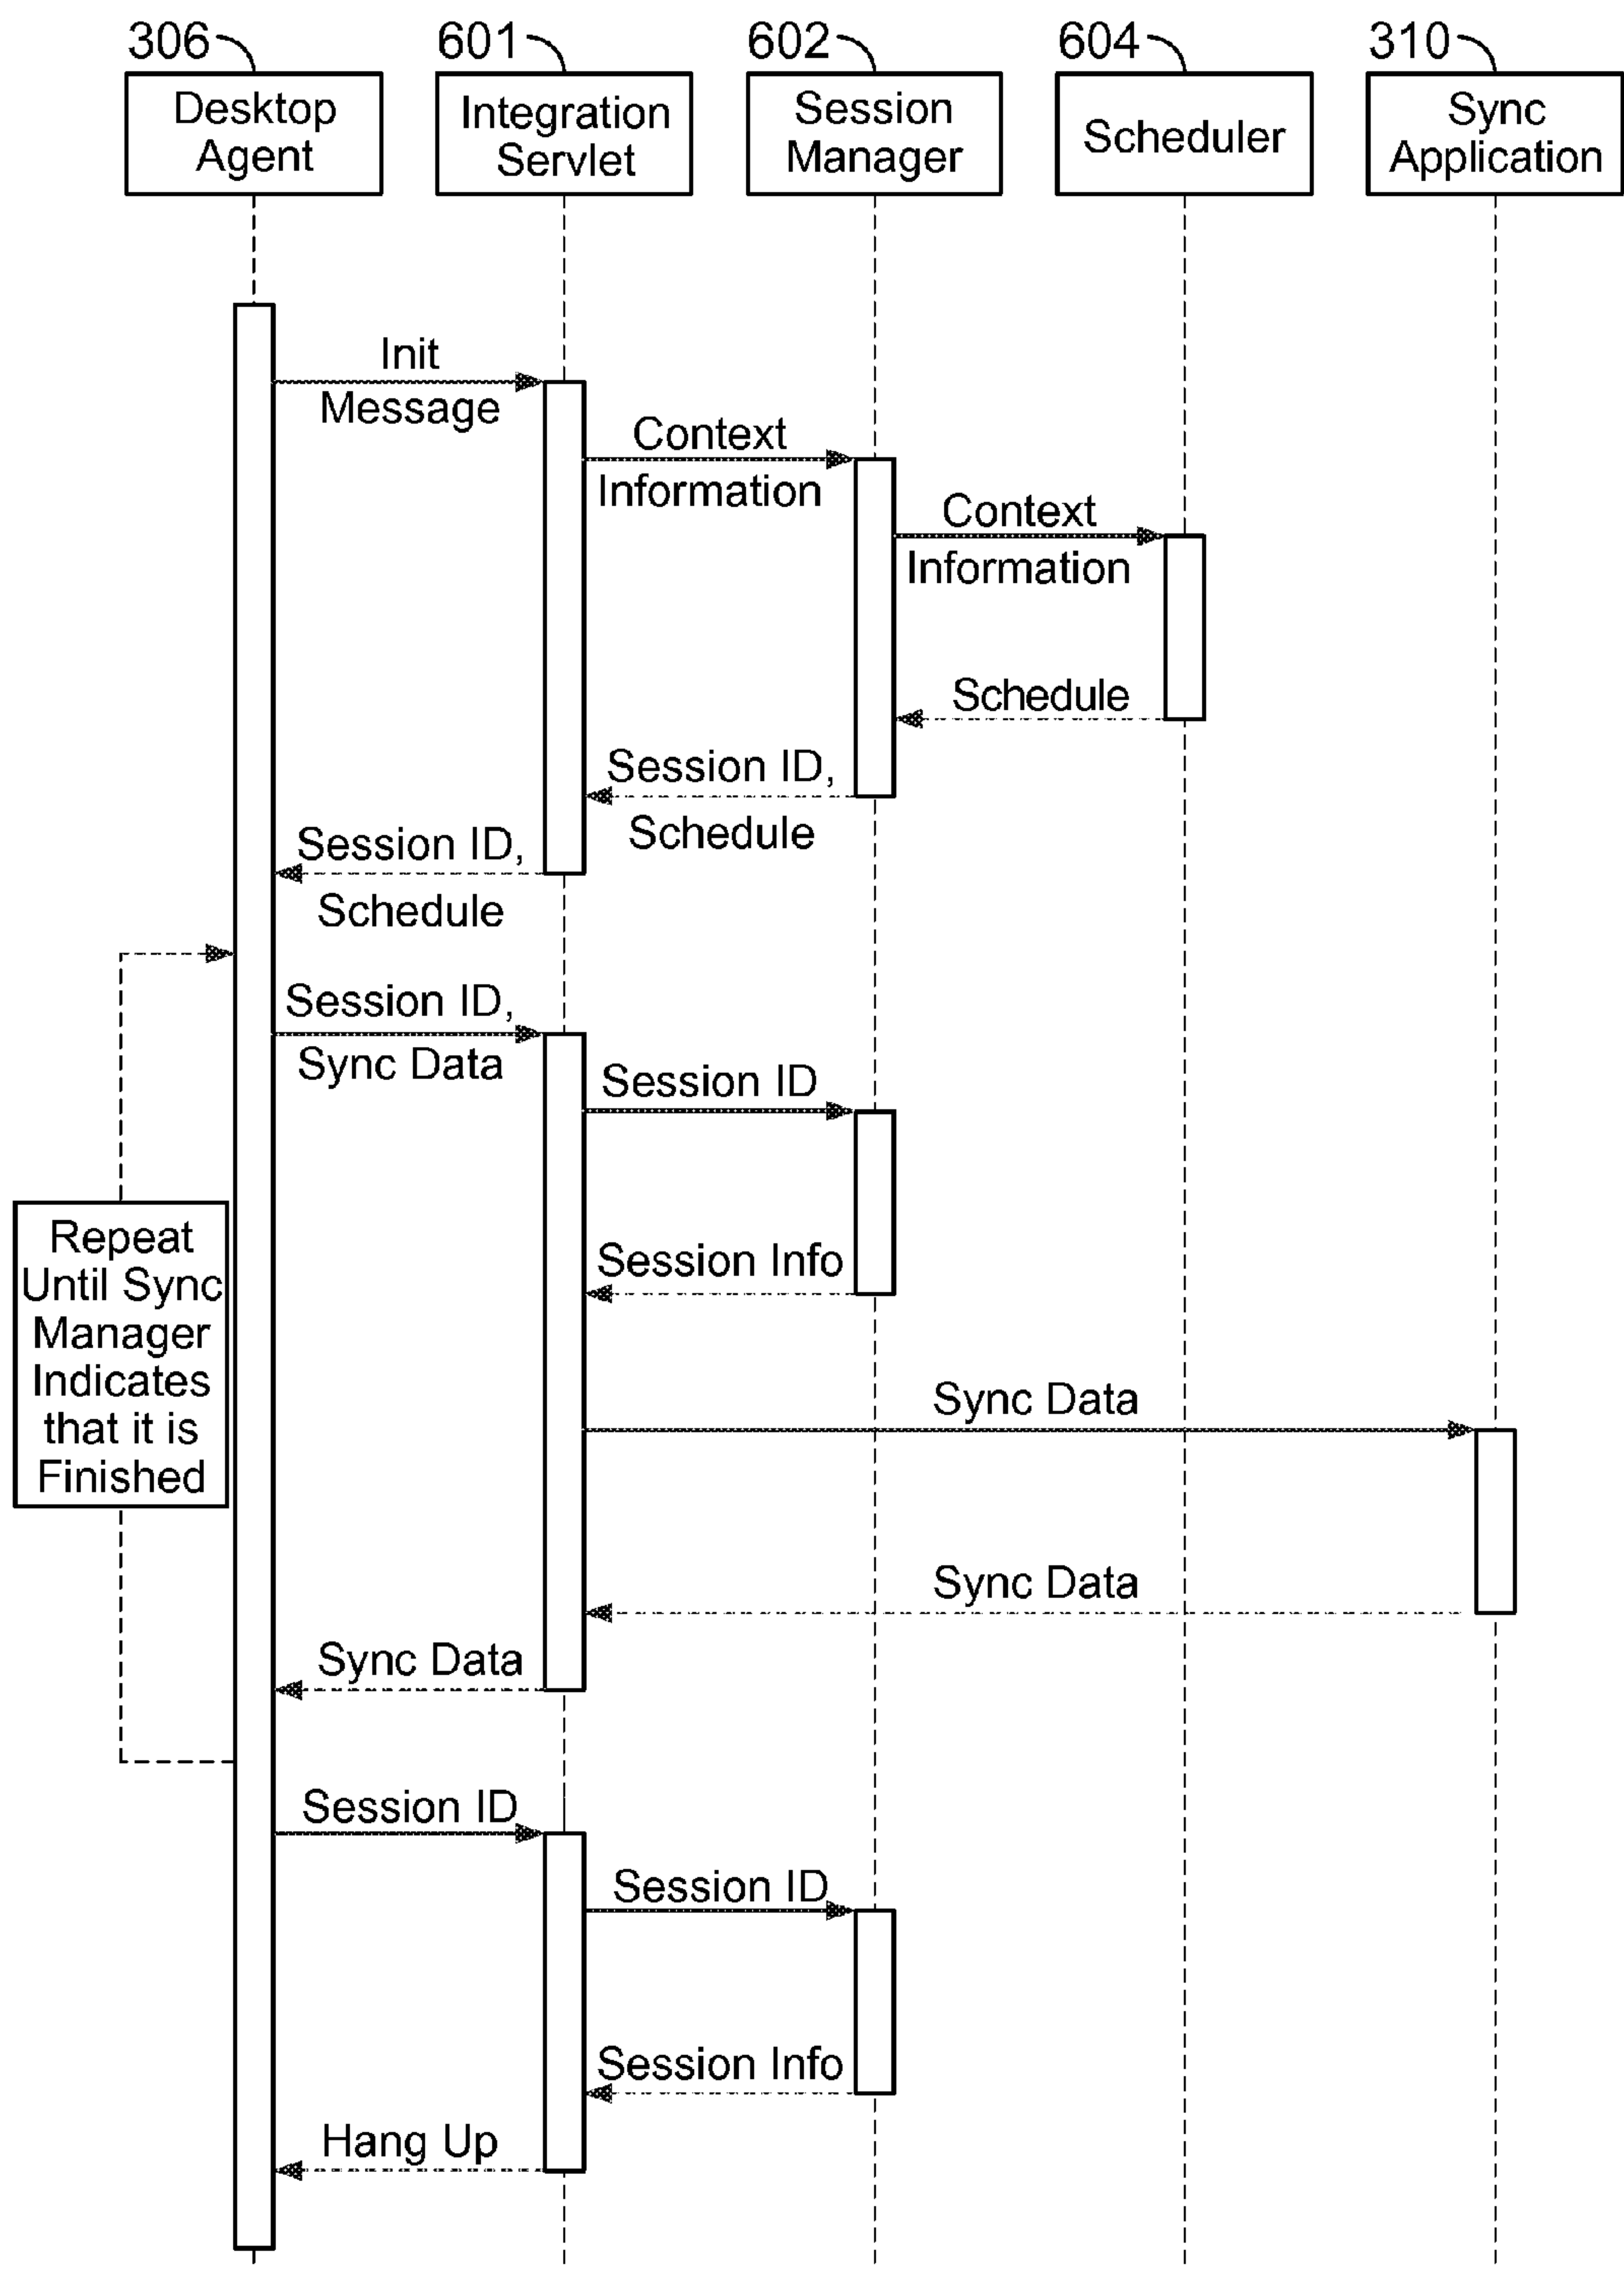 306
601
602
604
310
Desktop
Agent
Integration
Servlet
Session
Manager
Scheduler
Sync
Application
Init
Message
Context
Information
Context
Information
Schedule
Session ID,
Schedule
Session ID,
Schedule
Session ID,
Sync Data
Session ID
Session Info
Repeat
Until Sync
Manager
Indicates
that it is
Finished
Sync Data
Sync Data
Sync Data
Session ID
Session ID
Session Info
Hang Up